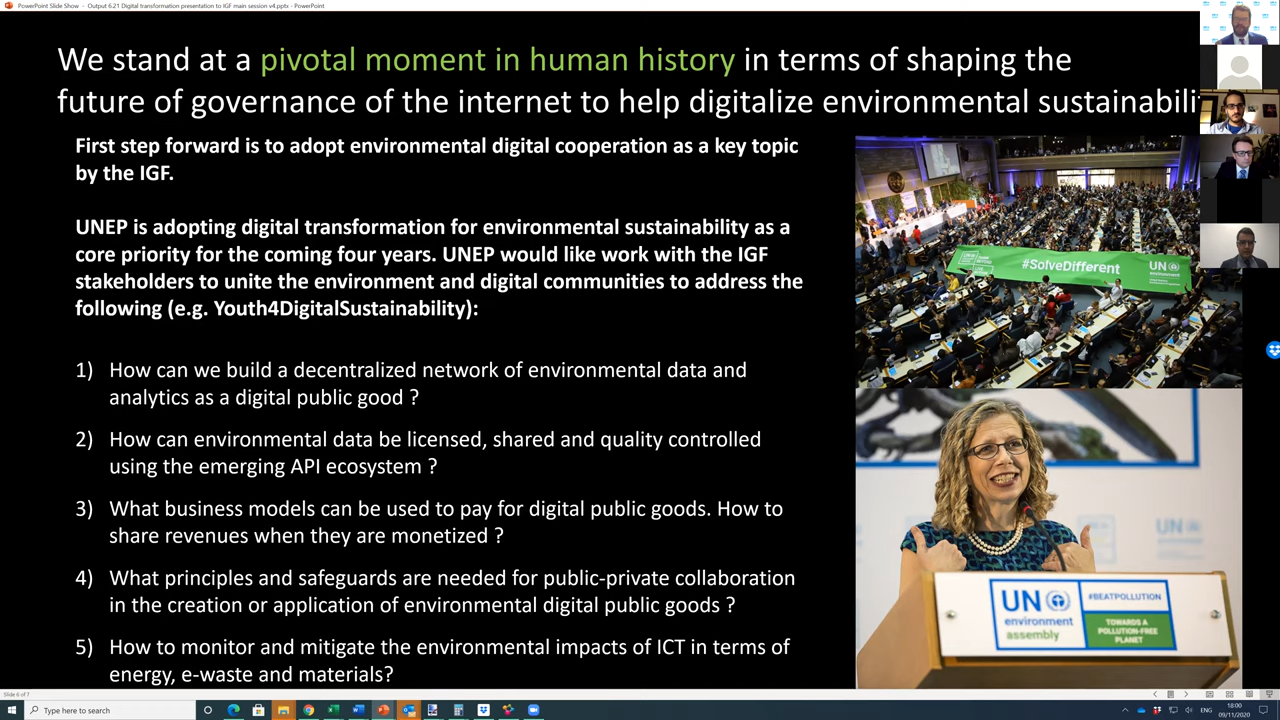 PowerPoint Slide Show - Output 6.21 Digital transformation presentation to IGF main session v4.pptx - PowerPoint
We stand at a pivotal moment in human history in terms of shaping the
future of governance of the internet to help digitalize environmental sustainabili
First step forward is to adopt environmental digital cooperation as a key topic
by the IGF.
UNEP is adopting digital transformation for environmental sustainability as a
core priority for the coming four years. UNEP would like work with the IGF
stakeholders to unite the environment and digital communities to address the
following (e.g. Youth4DigitalSustainability):
1) How can we build a decentralized network of environmental data and
analytics as a digital public good ?
2) How can environmental data be licensed, shared and quality controlled
using the emerging API ecosystem ?
3) What business models can be used to pay for digital public goods. How to
share revenues when they are monetized ?
4) What principles and safeguards are needed for public-private collaboration
in the creation or application of environmental digital public goods ?
5) How to monitor and mitigate the environmental impacts of ICT in terms of
energy, e-waste and materials?
#SolveDifferent
UN
environment
UN
environment
assembly
#BEATPOLLUTION
TOWARDS A
POLLUTION-FREE
PLANET
Slide 6 of 7
Type here to search
ENG
18:00
09/11/2020